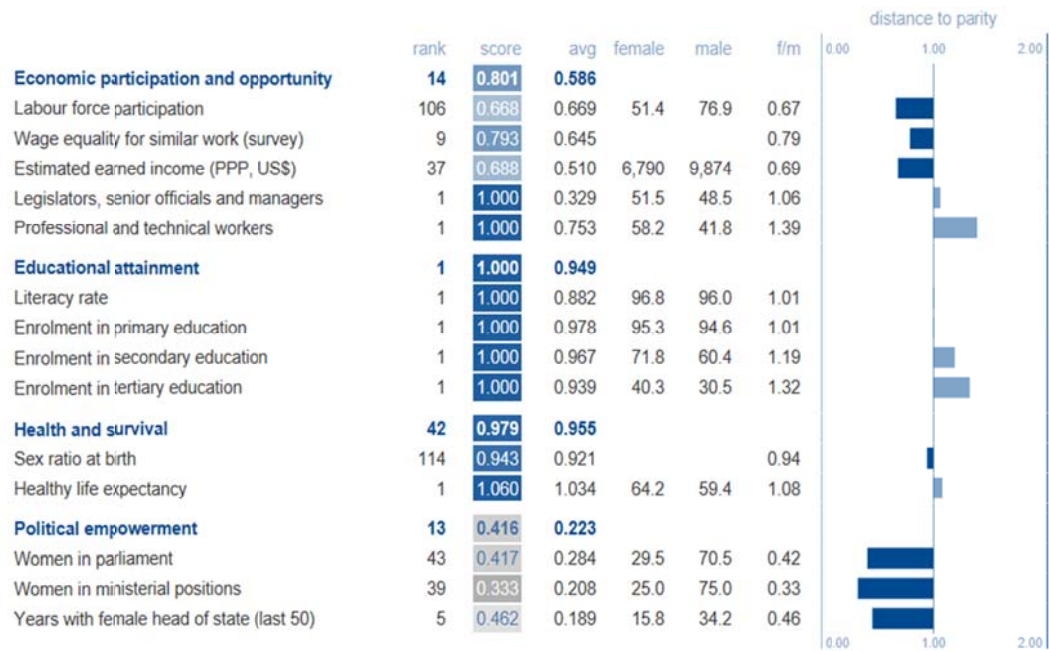 distance to parity
rank score avg female male f/m 0.00 1.00 2.00
Economic participation and opportunity 14 0.801 0.586
Labour force participation 106 0.668 0.669 51.4 76.9 0.67
Wage equality for similar work (survey) 9 0.793 0.645 0.79
Estimated earned income (PPP, US$) 37 0.688 0.510 6,790 9,874 0.69
Legislators, senior officials and managers 1 1.000 0.329 51.5 48.5 1.06
Professional and technical workers 1 1.000 0.753 58.2 41.8 1.39
Educational attainment 1 1.000 0.949
Literacy rate 1 1.000 0.882 96.8 96.0 1.01
Enrolment in primary education 1 1.000 0.978 95.3 94.6 1.01
Enrolment in secondary education 1 1.000 0.967 71.8 60.4 1.19
Enrolment in tertiary education 1 1.000 0.939 40.3 30.5 1.32
Health and survival 42 0.979 0.955
Sex ratio at birth 114 0.943 0.921 0.94
Healthy life expectancy 1 1.060 1.034 64.2 59.4 1.08
Political empowerment 13 0.416 0.223
Women in parliament 43 0.417 0.284 29.5 70.5 0.42
Women in ministerial positions 39 0.333 0.208 25.0 75.0 0.33
Years with female head of state (last 50) 5 0.462 0.189 15.8 34.2 0.46
0.00 1.00 2.00